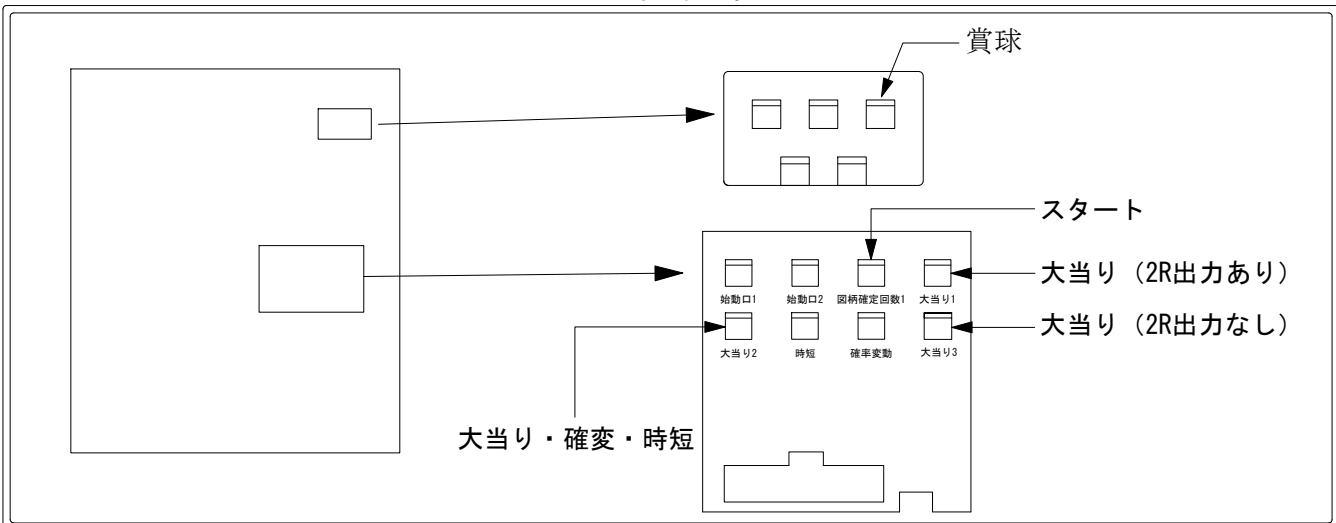 賞球
スタート
始動口1 始動口2 図柄確定回数1 大当り1
大当り（2R出力あり）
大当り2 時短 確率変動 大当り3
大当り（2R出力なし）
大当り・確変・時短